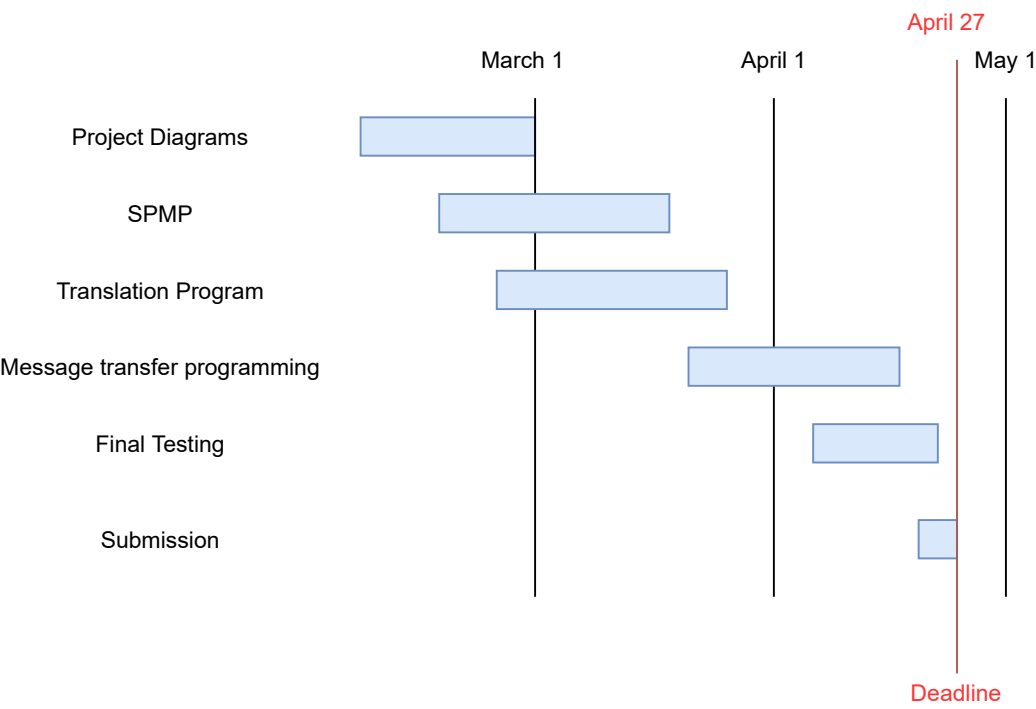 April 27
March 1
April 1
May 1
Project Diagrams
SPMP
Translation Program
Message transfer programming
Final Testing
Submission
Deadline